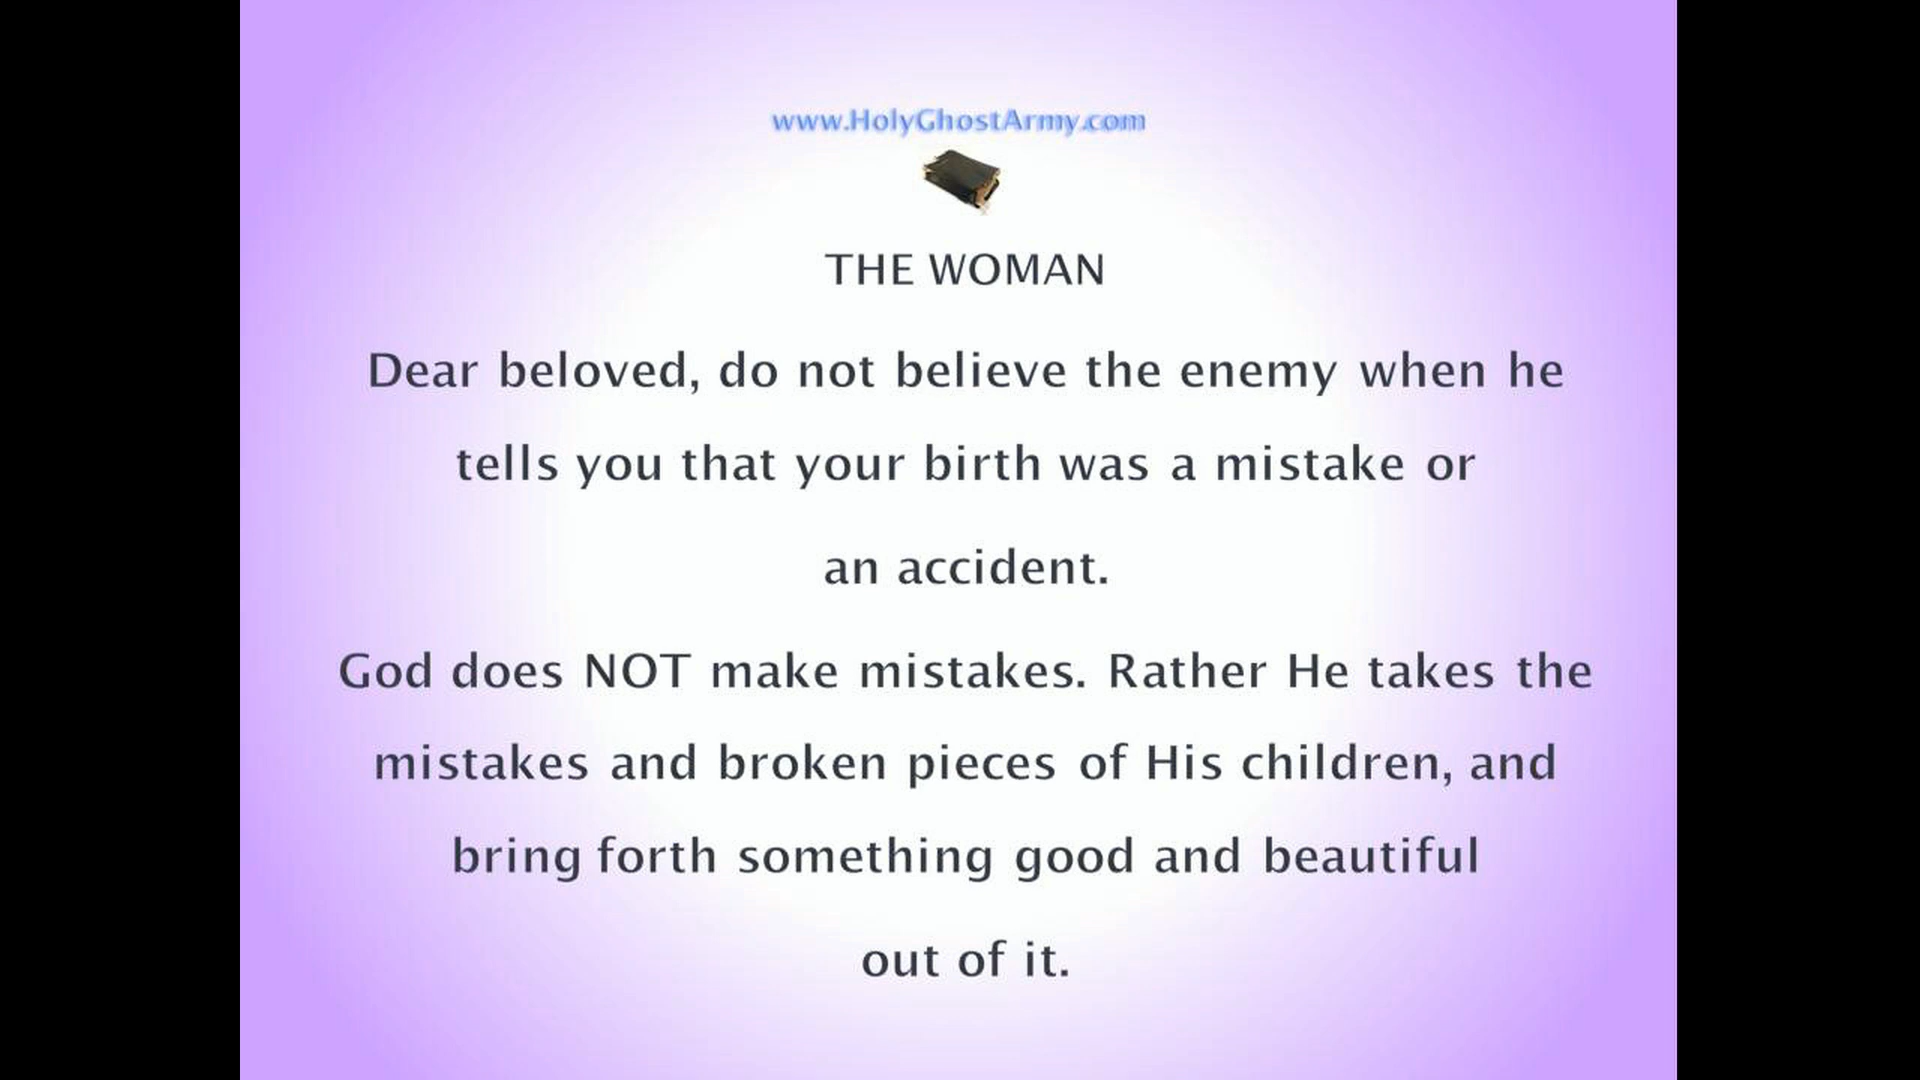 www.HolyGhostArmy.com
THE WOMAN
Dear beloved, do not believe the enemy when he
tells you that your birth was a mistake or
an accident.
God does NOT make mistakes. Rather He takes the
mistakes and broken pieces of His children, and
bring forth something good and beautiful
out of it.